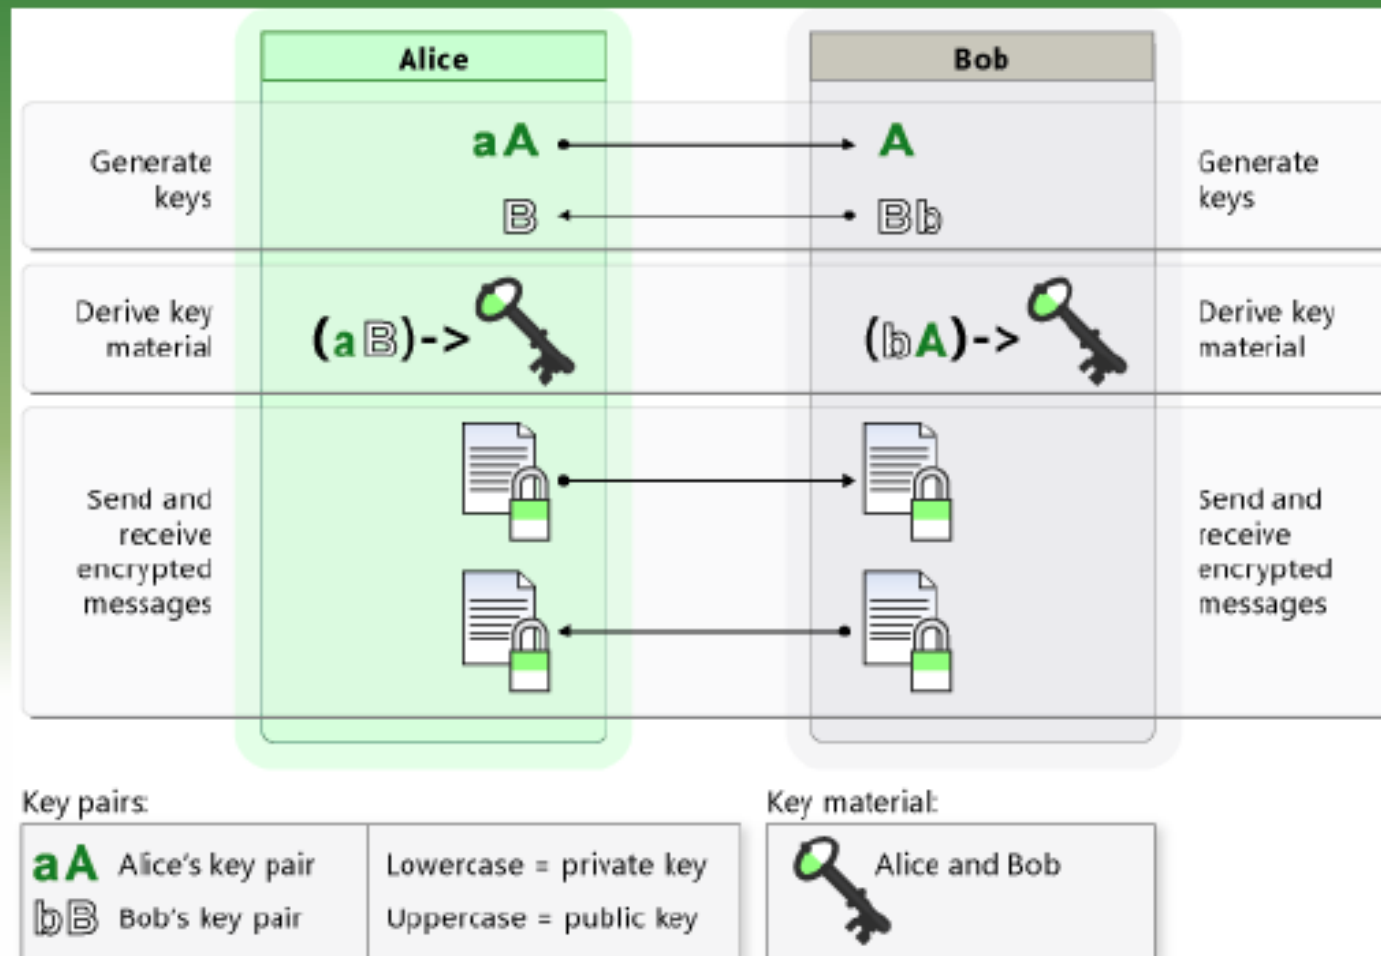 Alice
Bob
Generate
keys
aA
A
B
Bb
Generate
keys
Derive key
material
(aB)->
(bA)->
Derive key
material
Send and
receive
encrypted
messages
Send and
receive
encrypted
messages
Key pairs:
aA Alice's key pair
Lowercase = private key
bB Bob's key pair
Uppercase = public key
Key material:
Alice and Bob